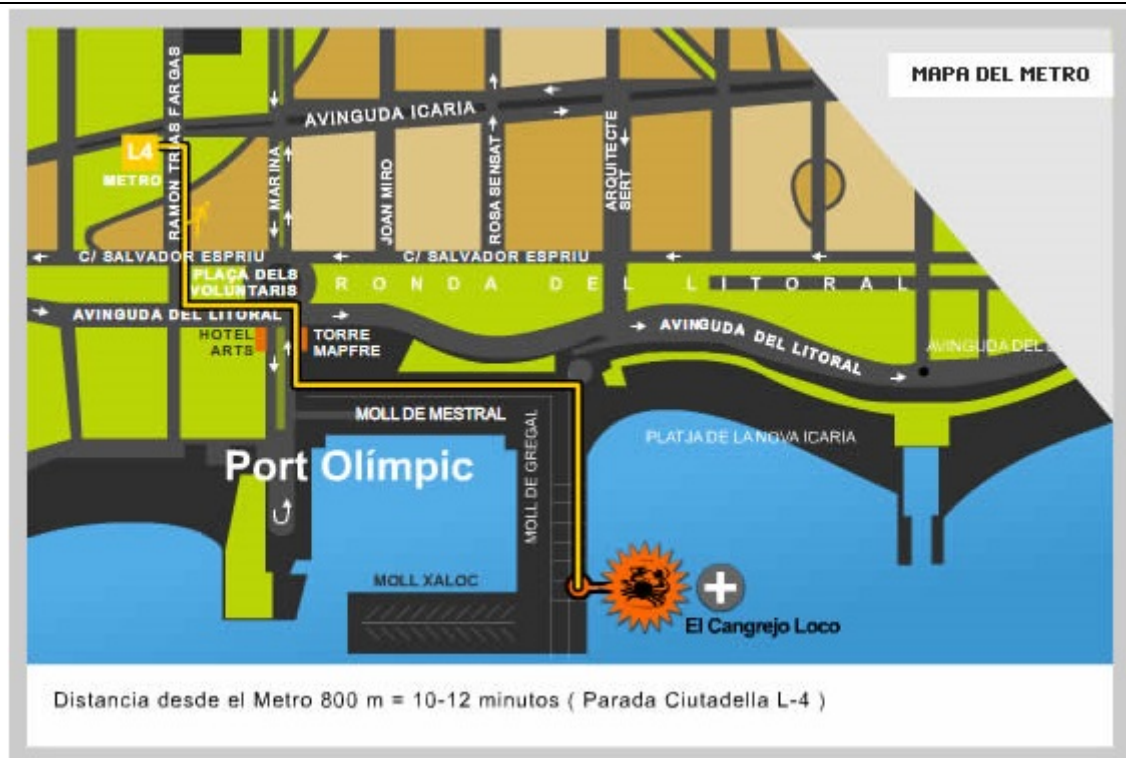 MAPA DEL METRO
AVINGUDA ICARIA
L4
METRO
RAMON TRIAS FARGAS
MARINA
JOAN MIRO
ROSA SENSAT
ARQUITECTE
SERT
C/ SALVADOR ESPRIU
C/ SALVADOR ESPRIU
PLAÇA DELS
VOLUNTARIS
RONDA DEL LITORAL
AVINGUDA DEL LITORAL
HOTEL
ARTS
TORRE
MAPFRE
AVINGUDA DEL LITORAL
AVINGUDA DEL
MOLL DE MESTRAL
MOLL DE GREGAL
PLATJA DE LA NOVA ICARIA
Port Olímpic
MOLL XALOC
El Cangrejo Loco
Distancia desde el Metro 800 m = 10-12 minutos ( Parada Ciutadella L-4 )